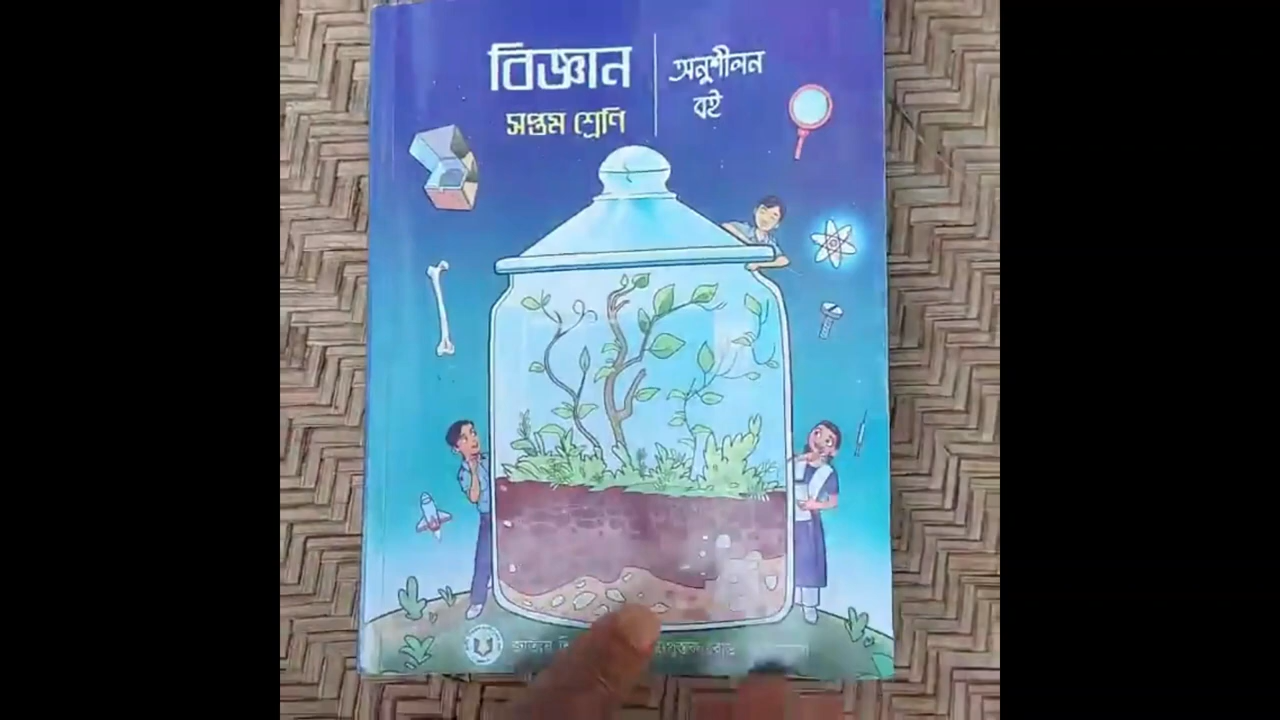 বিজ্ঞান
সপ্তম শ্রেণি
অনুশীলন
বই
জাতীয়
বোর্ড